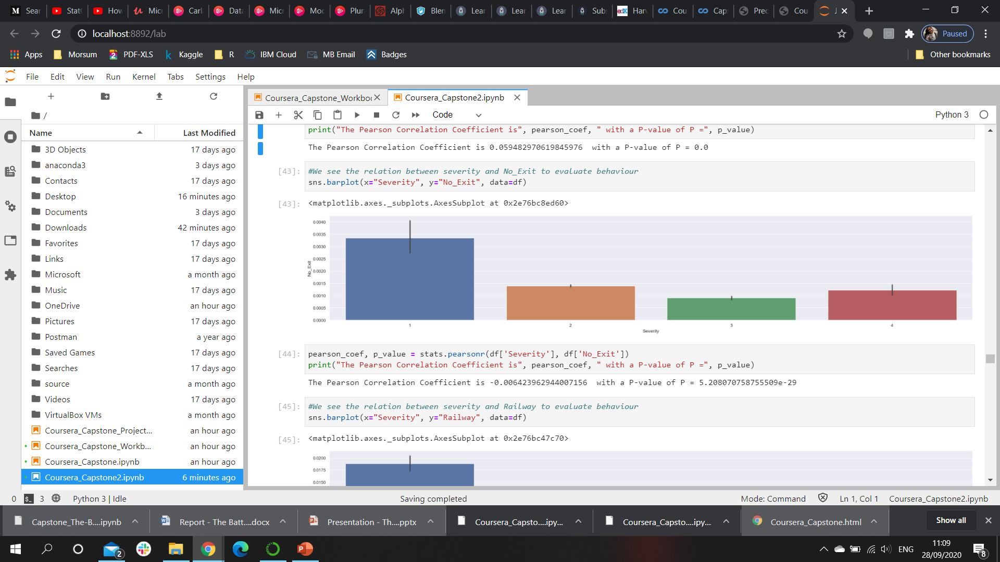 Sear
Stat
How
Micr
Carl
Data
Micr
Moc
Plur
Alph
Blen
Lear
Lear
Lear
Sub
Har
Cou
Cap
Prec
Cou
localhost:8892/lab
Paused
Apps
Morsum
PDF-XLS
Kaggle
R
IBM Cloud
MB Email
Badges
Other bookmarks
File Edit View Run Kernel Tabs Settings Help
/
Name Last Modified
3D Objects 17 days ago
anaconda3 3 days ago
Contacts 17 days ago
Desktop 16 minutes ago
Documents 3 days ago
Downloads 42 minutes ago
Favorites 17 days ago
Links 17 days ago
Microsoft a month ago
Music 17 days ago
OneDrive an hour ago
Pictures 17 days ago
Postman a year ago
Saved Games 17 days ago
Searches 17 days ago
source a month ago
Videos 17 days ago
VirtualBox VMs a month ago
Coursera_Capstone_Project... an hour ago
Coursera_Capstone_Workb... an hour ago
Coursera_Capstone.ipynb an hour ago
Coursera_Capstone2.ipynb 6 minutes ago
Coursera_Capstone_Workboo
Coursera_Capstone2.ipynb
Code
Python 3
print("The Pearson Correlation Coefficient is", pearson_coef, " with a P-value of P =", p_value)
The Pearson Correlation Coefficient is 0.059482970619845976  with a P-value of P = 0.0
[43]: #We see the relation between severity and No_Exit to evaluate behaviour
sns.barplot(x="Severity", y="No_Exit", data=df)
[43]: <matplotlib.axes._subplots.AxesSubplot at 0x2e76bc8ed60>
0.0040
0.0035
0.0030
0.0025
0.0020
0.0015
0.0010
0.0005
0.0000
No_Exit
1 2 3 4
Severity
[44]: pearson_coef, p_value = stats.pearsonr(df['Severity'], df['No_Exit'])
print("The Pearson Correlation Coefficient is", pearson_coef, " with a P-value of P =", p_value)
The Pearson Correlation Coefficient is -0.006423962944007156  with a P-value of P = 5.208070758755509e-29
[45]: #We see the relation between severity and Railway to evaluate behaviour
sns.barplot(x="Severity", y="Railway", data=df)
[45]: <matplotlib.axes._subplots.AxesSubplot at 0x2e76bc47c70>
0.0200
0.0175
0.0150
0 3 Python 3 | Idle Saving completed Mode: Command Ln 1, Col 1 Coursera_Capstone2.ipynb
Capstone_The-B....ipynb
Report - The Batt....docx
Presentation - Th....pptx
Coursera_Capsto....ipy...
Coursera_Capsto....ipy...
Coursera_Capstone.html
Show all
2
ENG
11:09
28/09/2020
8